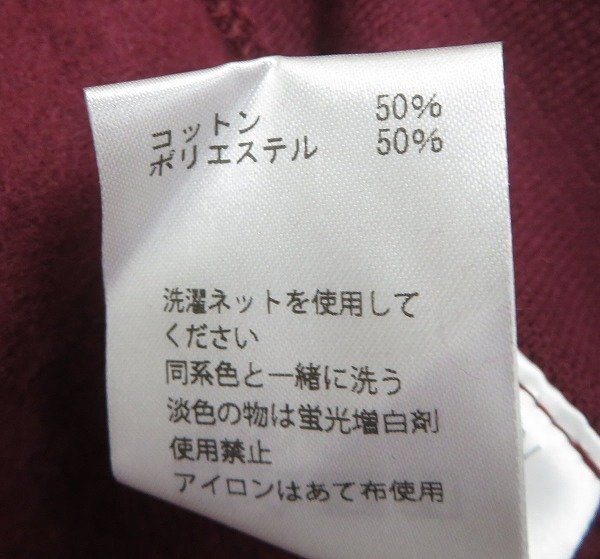 コットン 50%
ポリエステル 50%
洗濯ネットを使用して
ください
同系色と一緒に洗う
淡色の物は蛍光増白剤
使用禁止
アイロンはあて布使用